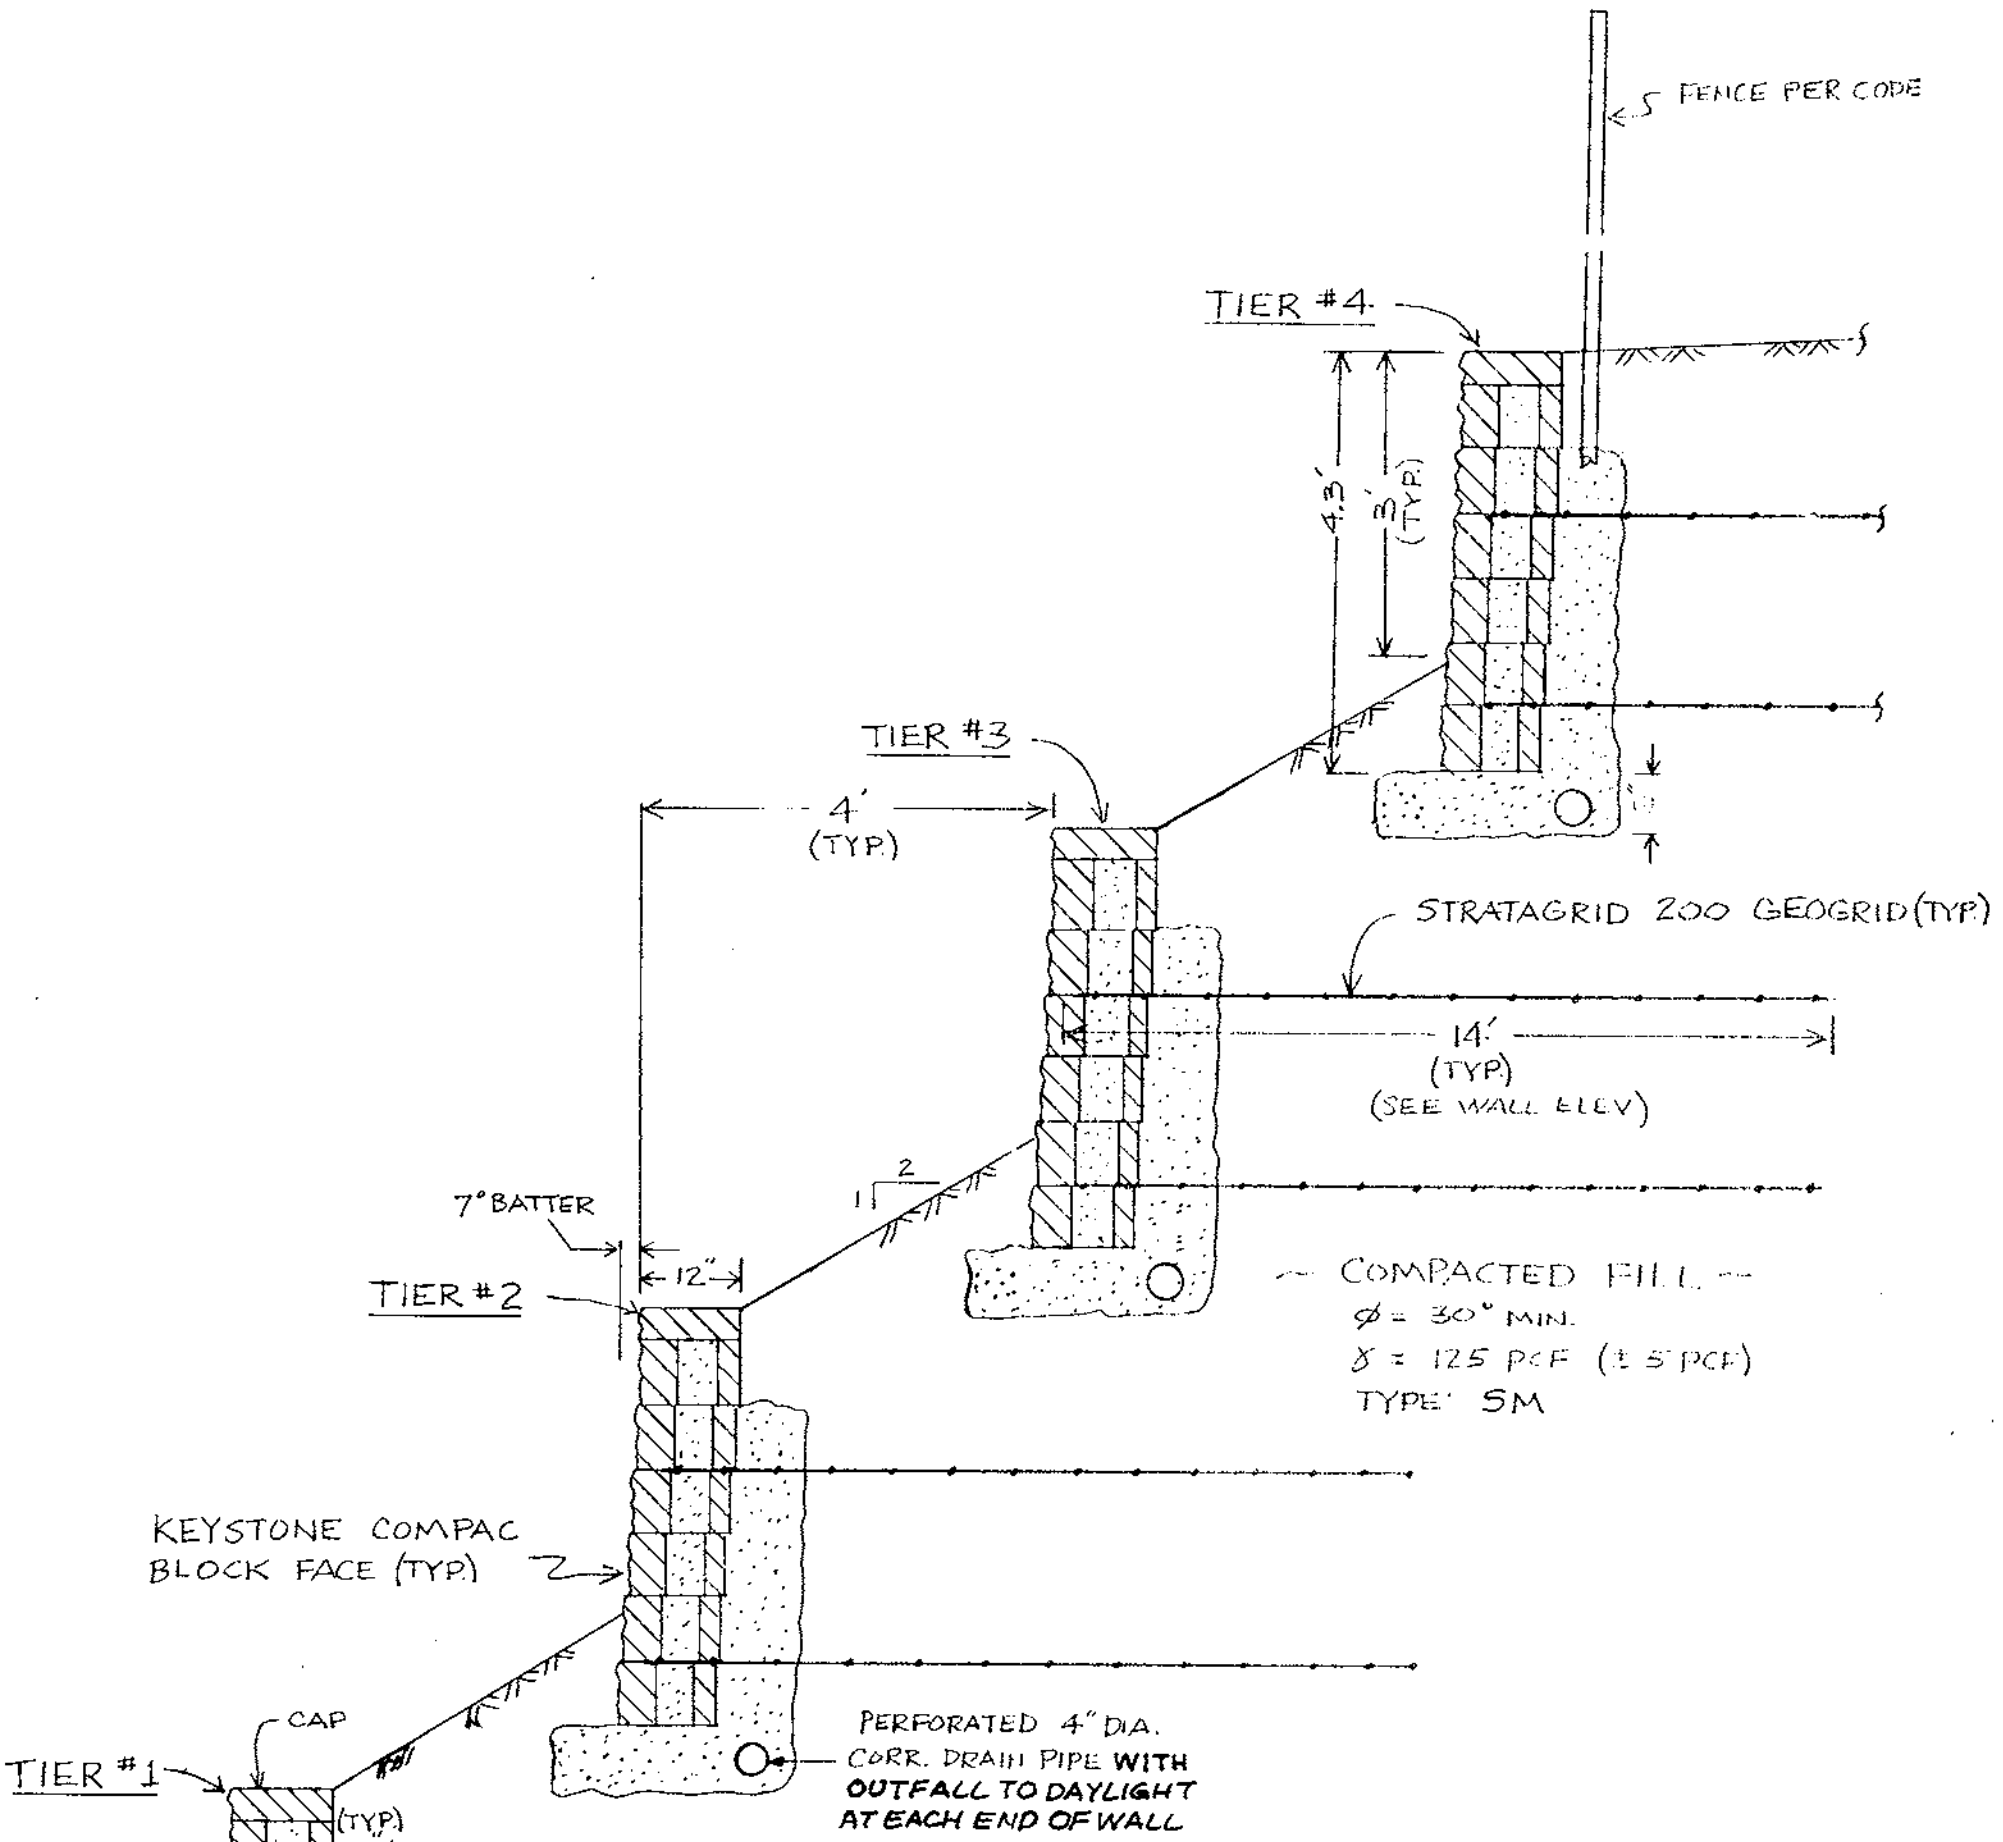 FENCE PER CODE
TIER #4
4.3'
3'
(TYP.)
TIER #3
4'
(TYP.)
STRATAGRID 200 GEOGRID (TYP.)
14'
(TYP.)
(SEE WALL ELEV)
2
1
7° BATTER
12"
TIER #2
~ COMPACTED FILL ~
Ø = 30° MIN.
γ = 125 PCF (± 5 PCF)
TYPE: SM
KEYSTONE COMPAC
BLOCK FACE (TYP.)
PERFORATED 4" DIA.
CORR. DRAIN PIPE WITH
OUTFALL TO DAYLIGHT
AT EACH END OF WALL
CAP
TIER #1
(TYP.)